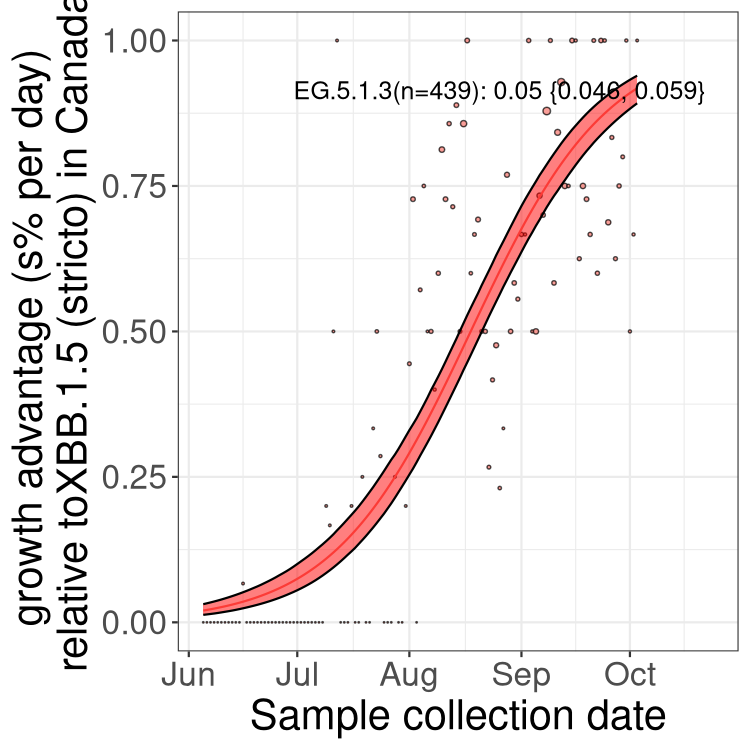 growth advantage (s% per day)
relative toXBB.1.5 (stricto) in Canada
1.00
0.75
0.50
0.25
0.00
EG.5.1.3(n=439): 0.05 {0.046, 0.059}
Jun Jul Aug Sep Oct
Sample collection date